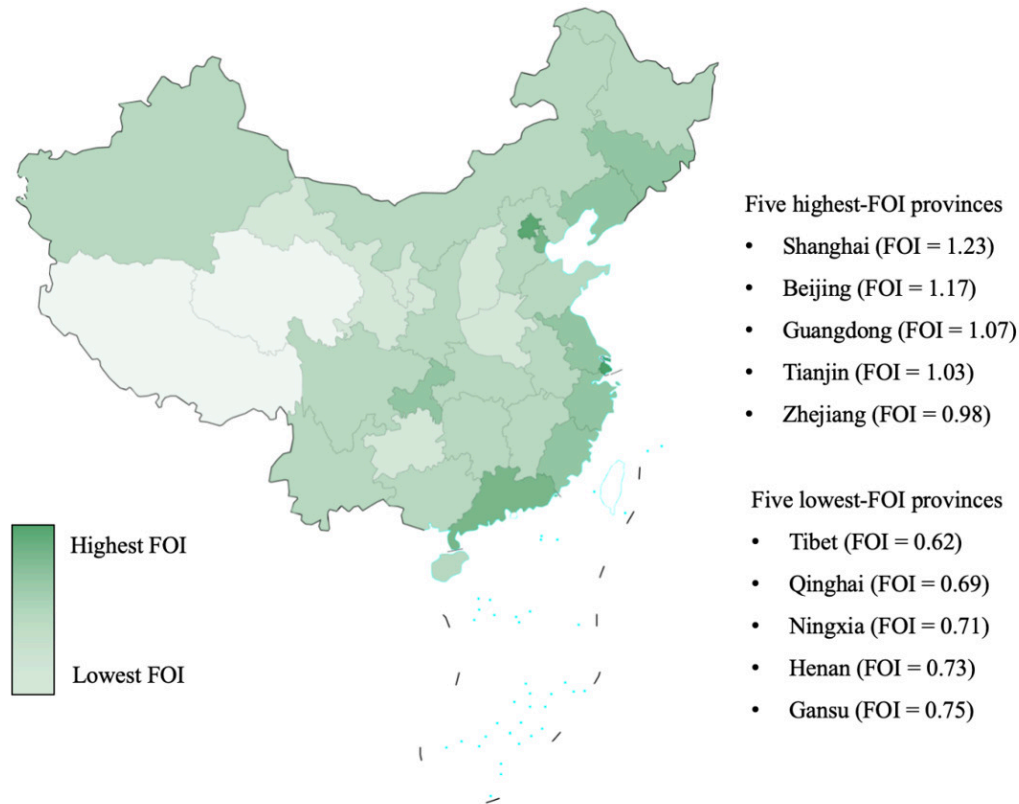 Five highest-FOI provinces
• Shanghai (FOI = 1.23)
• Beijing (FOI = 1.17)
• Guangdong (FOI = 1.07)
• Tianjin (FOI = 1.03)
• Zhejiang (FOI = 0.98)
Five lowest-FOI provinces
• Tibet (FOI = 0.62)
• Qinghai (FOI = 0.69)
• Ningxia (FOI = 0.71)
• Henan (FOI = 0.73)
• Gansu (FOI = 0.75)
Highest FOI
Lowest FOI